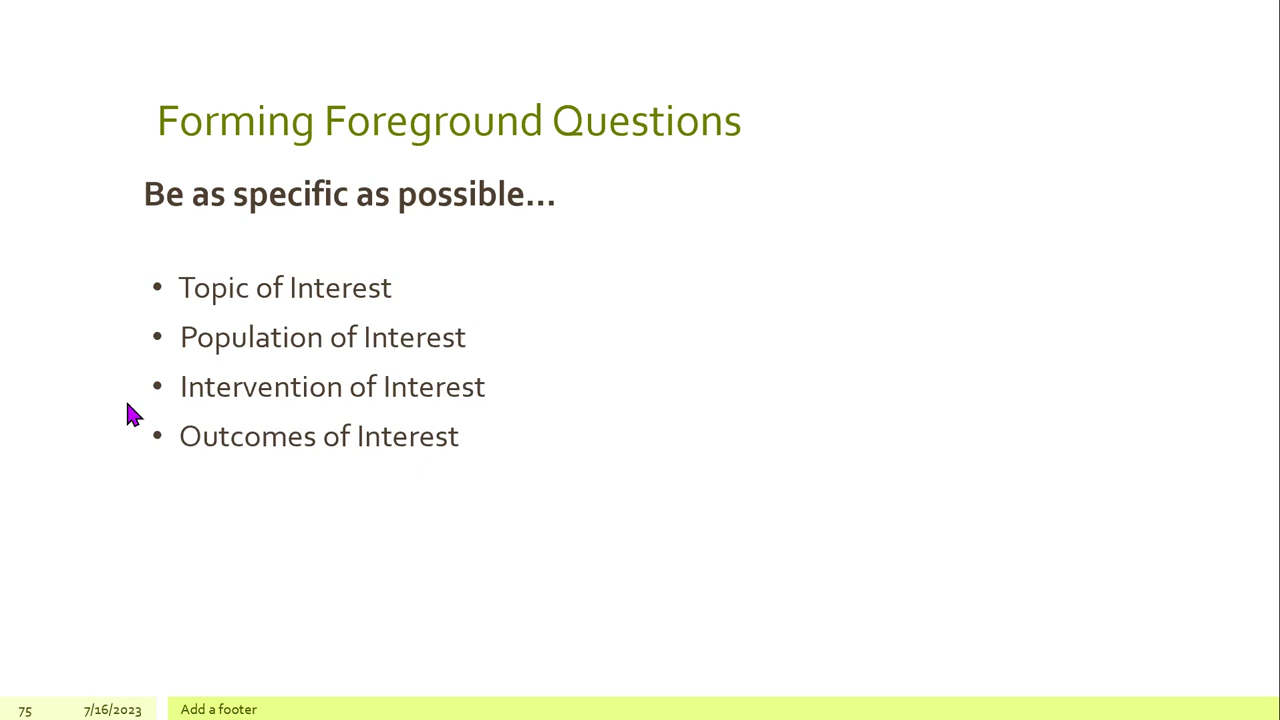 Forming Foreground Questions
Be as specific as possible...
• Topic of Interest
• Population of Interest
• Intervention of Interest
• Outcomes of Interest
75 7/16/2023 Add a footer